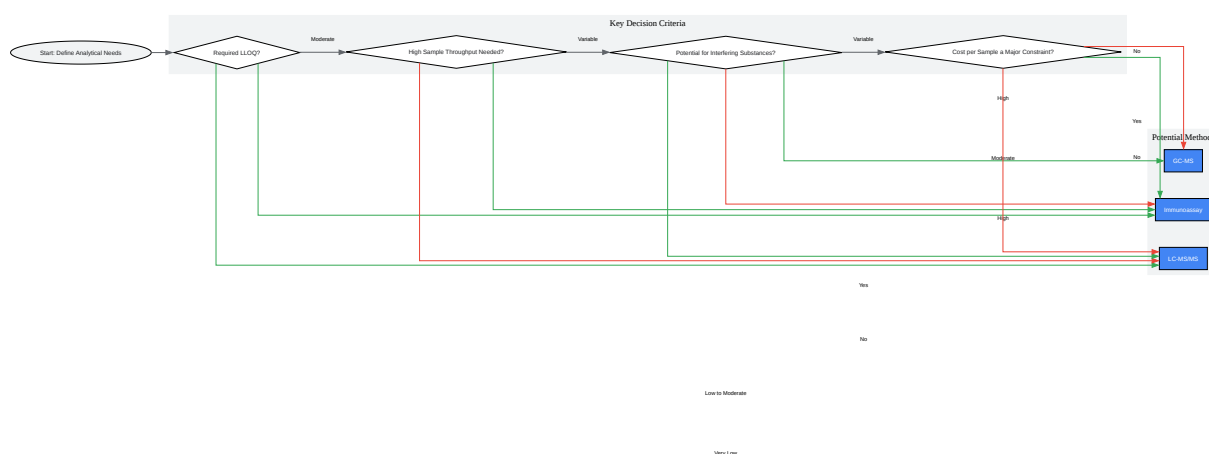 Key Decision Criteria
Start: Define Analytical Needs
Required LLOQ?
Moderate
High Sample Throughput Needed?
Variable
Potential for Interfering Substances?
Variable
Cost per Sample a Major Constraint?
No
High
Yes
Potential Metho
Moderate
No
GC-MS
Immunoassay
High
LC-MS/MS
Yes
No
Low to Moderate
Very Low